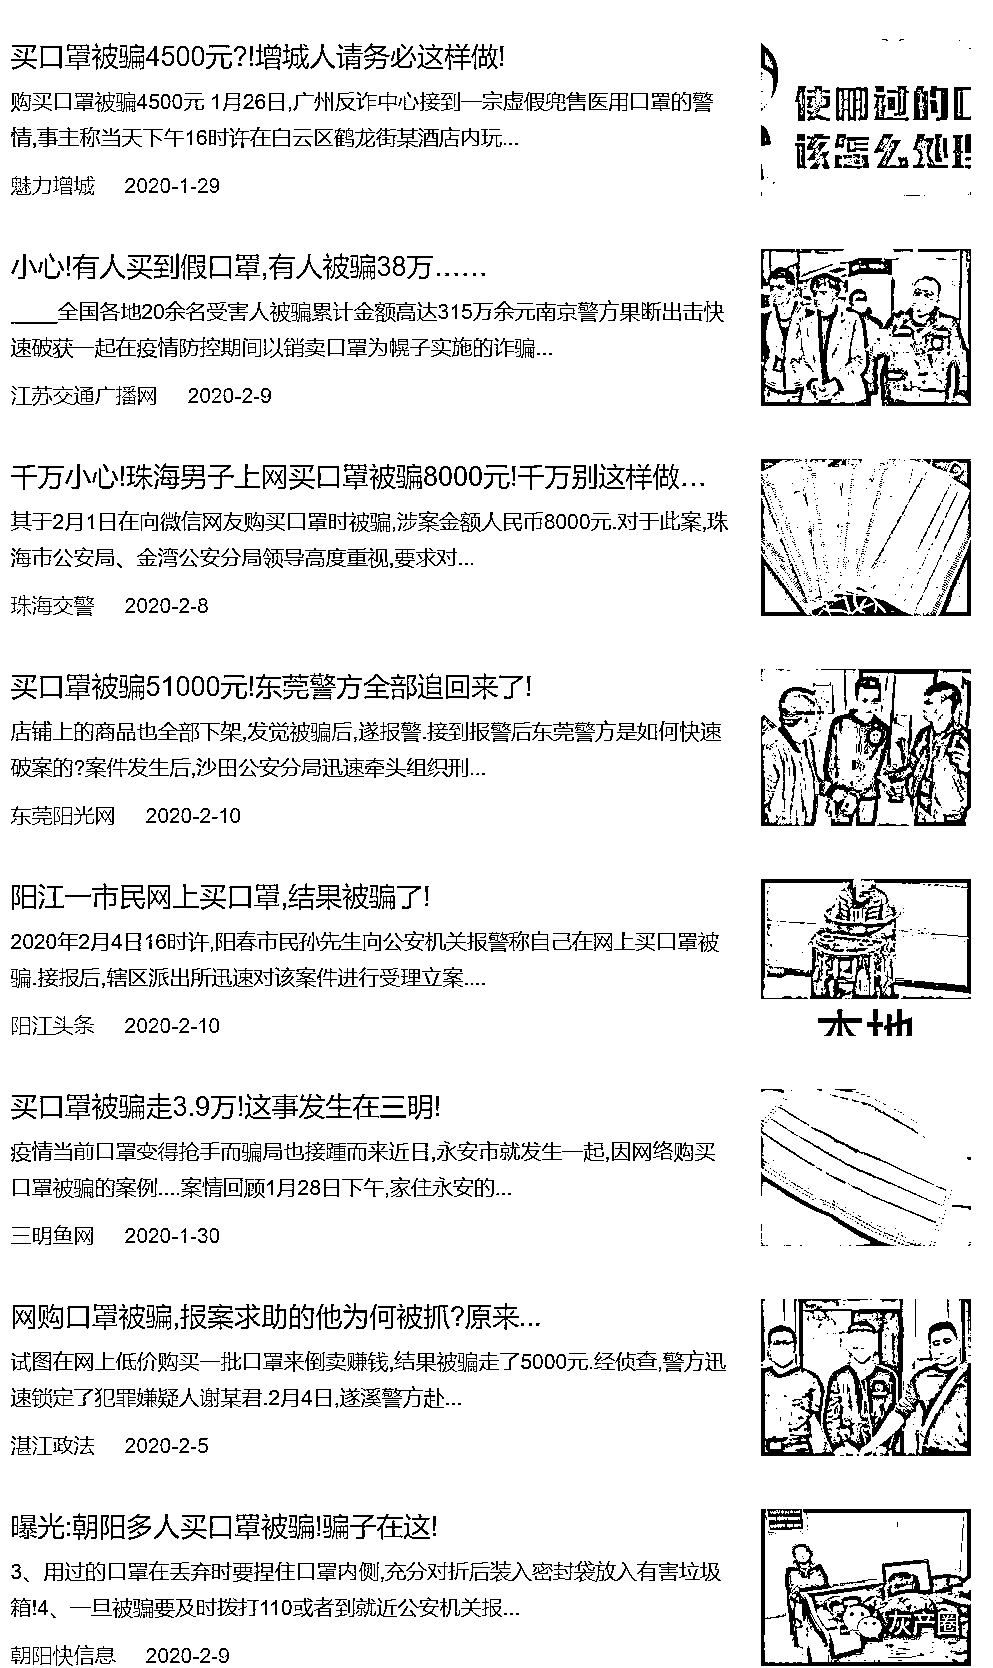 买口罩被骗4500元?!增城人请务必这样做!
购买口罩被骗4500元 1月26日,广州反诈中心接到一宗虚假兜售医用口罩的警
情,事主称当天下午16时许在白云区鹤龙街某酒店内玩...
魅力增城 2020-1-29
使用过的口
该怎么处理
小心!有人买到假口罩,有人被骗38万……
____全国各地20余名受害人被骗累计金额高达315万余元南京警方果断出击快
速破获一起在疫情防控期间以销卖口罩为幌子实施的诈骗...
江苏交通广播网 2020-2-9
千万小心!珠海男子上网买口罩被骗8000元!千万别这样做...
其于2月1日在向微信网友购买口罩时被骗,涉案金额人民币8000元.对于此案,珠
海市公安局、金湾公安分局领导高度重视,要求对...
珠海交警 2020-2-8
买口罩被骗51000元!东莞警方全部追回来了!
店铺上的商品也全部下架,发觉被骗后,遂报警.接到报警后东莞警方是如何快速
破案的?案件发生后,沙田公安分局迅速牵头组织刑...
东莞阳光网 2020-2-10
阳江一市民网上买口罩,结果被骗了!
2020年2月4日16时许,阳春市民孙先生向公安机关报警称自己在网上买口罩被
骗.接报后,辖区派出所迅速对该案件进行受理立案....
阳江头条 2020-2-10
本地
买口罩被骗走3.9万!这事发生在三明!
疫情当前口罩变得抢手而骗局也接踵而来近日,永安市就发生一起,因网络购买
口罩被骗的案例....案情回顾1月28日下午,家住永安的...
三明鱼网 2020-1-30
网购口罩被骗,报案求助的他为何被抓?原来...
试图在网上低价购买一批口罩来倒卖赚钱,结果被骗走了5000元.经侦查,警方迅
速锁定了犯罪嫌疑人谢某君.2月4日,遂溪警方赴...
湛江政法 2020-2-5
曝光:朝阳多人买口罩被骗!骗子在这!
3、用过的口罩在丢弃时要捏住口罩内侧,充分对折后装入密封袋放入有害垃圾
箱!4、一旦被骗要及时拨打110或者到就近公安机关报...
朝阳快信息 2020-2-9
灰产圈